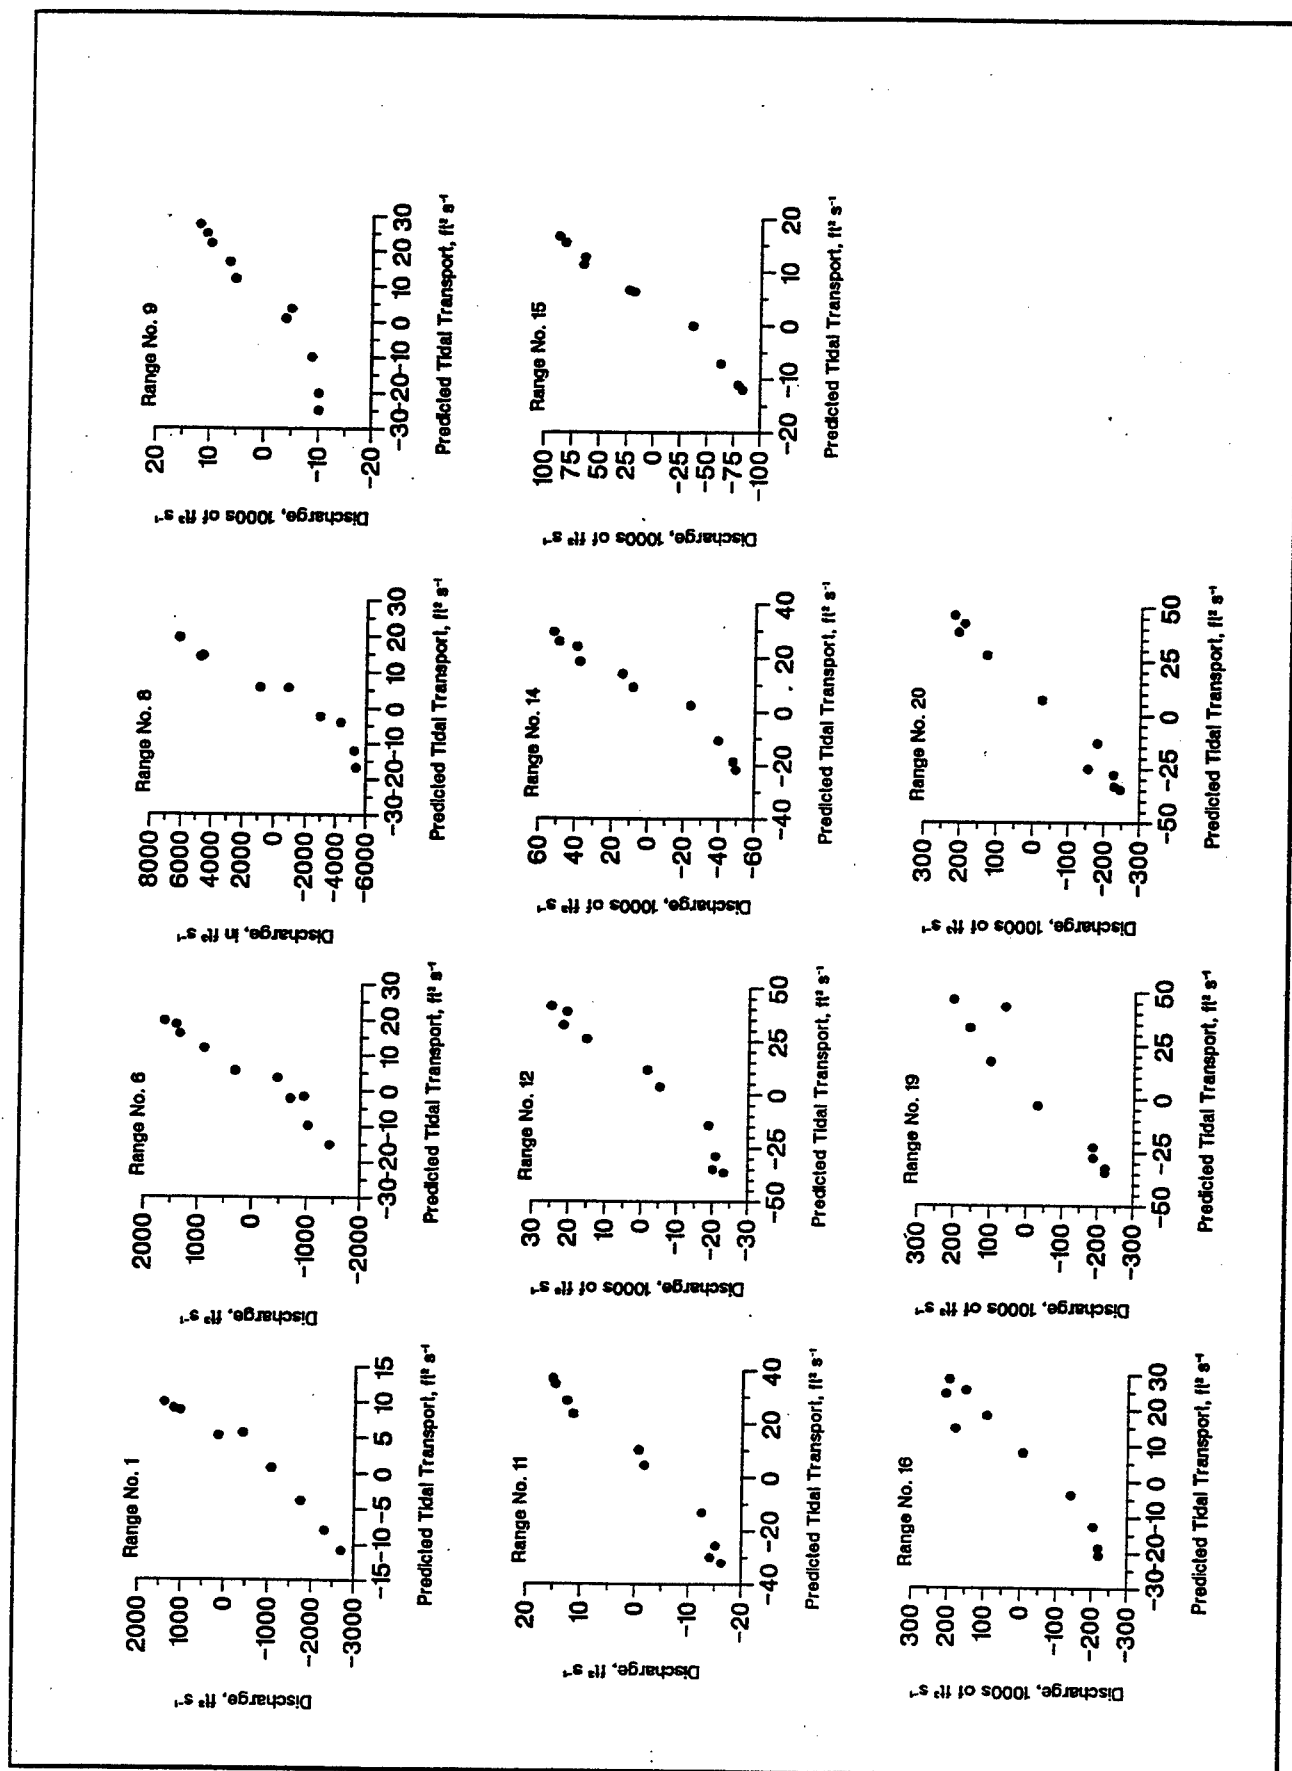 Range No. 1
Discharge, ft³ s⁻¹
2000
1000
0
−1000
−2000
−3000
−15−10 −5 0 5 10 15
Predicted Tidal Transport, ft² s⁻¹
Range No. 6
Discharge, ft³ s⁻¹
2000
1000
0
−1000
−2000
−30−20−10 0 10 20 30
Predicted Tidal Transport, ft² s⁻¹
Range No. 8
Discharge, in ft³ s⁻¹
8000
6000
4000
2000
0
−2000
−4000
−6000
−30−20−10 0 10 20 30
Predicted Tidal Transport, ft² s⁻¹
Range No. 9
Discharge, 1000s of ft³ s⁻¹
20
10
0
−10
−20
−30−20−10 0 10 20 30
Predicted Tidal Transport, ft² s⁻¹
Range No. 11
Discharge, ft³ s⁻¹
20
10
0
−10
−20
−40 −20 0 20 40
Predicted Tidal Transport, ft² s⁻¹
Range No. 12
Discharge, 1000s of ft³ s⁻¹
30
20
10
0
−10
−20
−30
−50 −25 0 25 50
Predicted Tidal Transport, ft² s⁻¹
Range No. 14
Discharge, 1000s of ft³ s⁻¹
60
40
20
0
−20
−40
−60
−40 −20 0 20 40
Predicted Tidal Transport, ft² s⁻¹
Range No. 15
Discharge, 1000s of ft³ s⁻¹
100
75
50
25
0
−25
−50
−75
−100
−20 −10 0 10 20
Predicted Tidal Transport, ft² s⁻¹
Range No. 16
Discharge, 1000s of ft³ s⁻¹
300
200
100
0
−100
−200
−300
−30−20−10 0 10 20 30
Predicted Tidal Transport, ft² s⁻¹
Range No. 19
Discharge, 1000s of ft³ s⁻¹
300
200
100
0
−100
−200
−300
−50 −25 0 25 50
Predicted Tidal Transport, ft² s⁻¹
Range No. 20
Discharge, 1000s of ft³ s⁻¹
300
200
100
0
−100
−200
−300
−50 −25 0 25 50
Predicted Tidal Transport, ft² s⁻¹